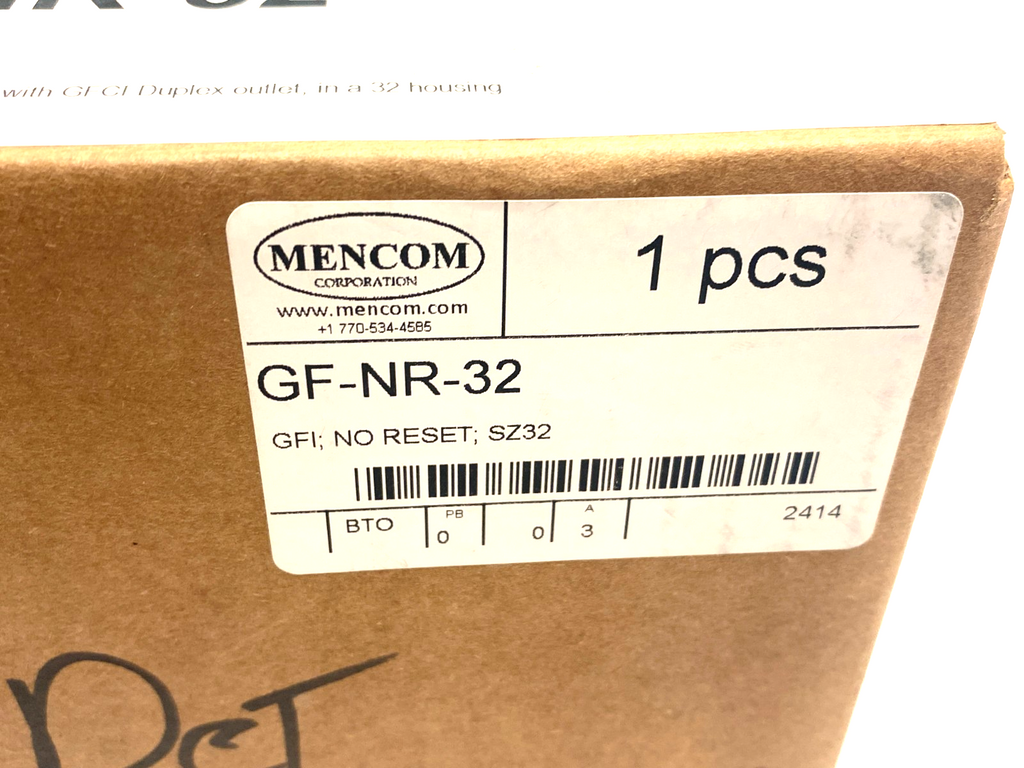 with GFCI Duplex outlet, in a 32 housing
MENCOM
CORPORATION
www.mencom.com
+1 770-534-4585
1 pcs
GF-NR-32
GFI; NO RESET; SZ32
BTO
PB
0
0
A
3
2414